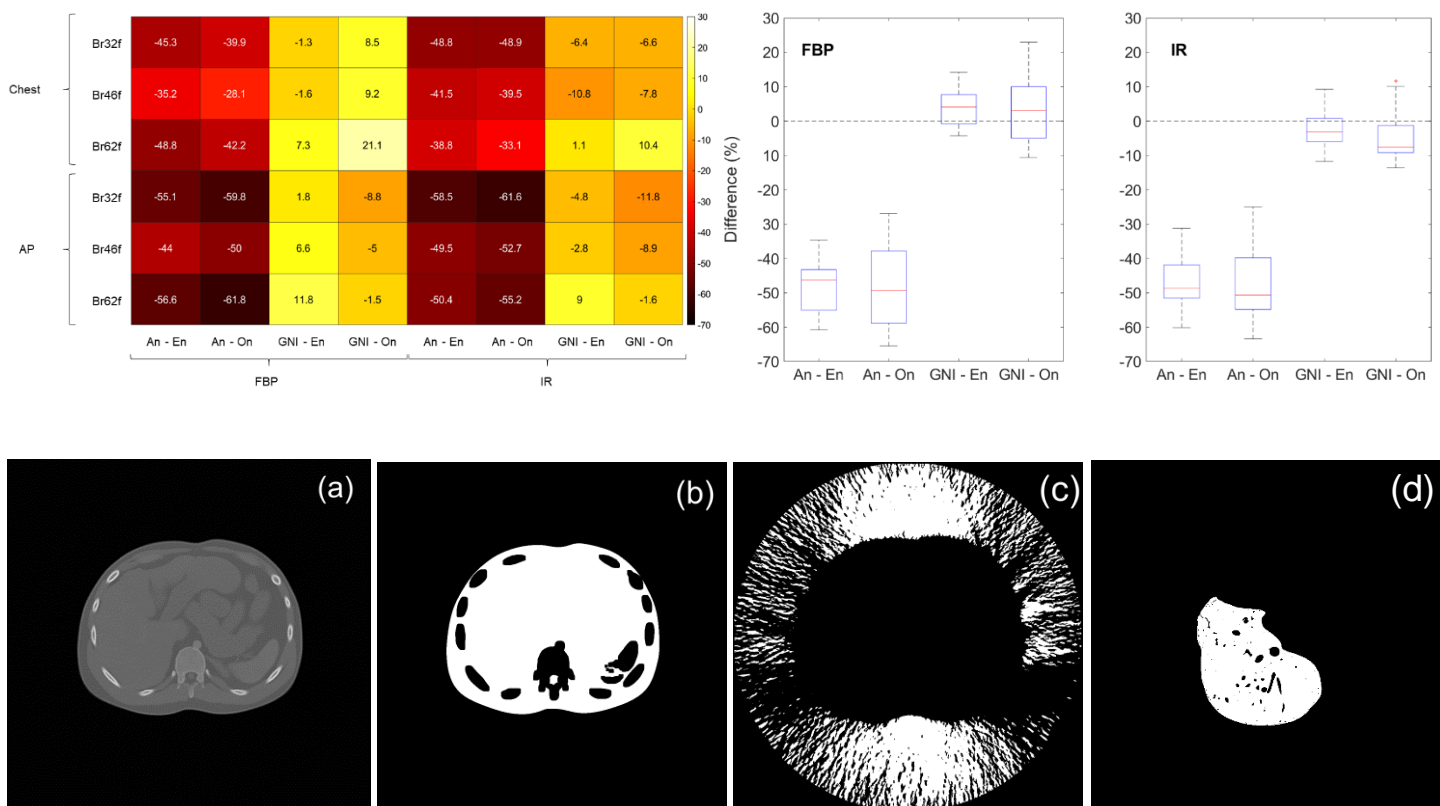 Chest
AP
Br32f -45.3 -39.9 -1.3 8.5 -48.8 -48.9 -6.4 -6.6
Br46f -35.2 -28.1 -1.6 9.2 -41.5 -39.5 -10.8 -7.8
Br62f -48.8 -42.2 7.3 21.1 -38.8 -33.1 1.1 10.4
Br32f -55.1 -59.8 1.8 -8.8 -58.5 -61.6 -4.8 -11.8
Br46f -44 -50 6.6 -5 -49.5 -52.7 -2.8 -8.9
Br62f -56.6 -61.8 11.8 -1.5 -50.4 -55.2 9 -1.6
An - En An - On GNI - En GNI - On An - En An - On GNI - En GNI - On
FBP IR
30
20
10
0
-10
-20
-30
-40
-50
-60
-70
Difference (%)
30
20
10
0
-10
-20
-30
-40
-50
-60
-70
FBP
An - En An - On GNI - En GNI - On
30
20
10
0
-10
-20
-30
-40
-50
-60
-70
IR
An - En An - On GNI - En GNI - On
(a)
(b)
(c)
(d)